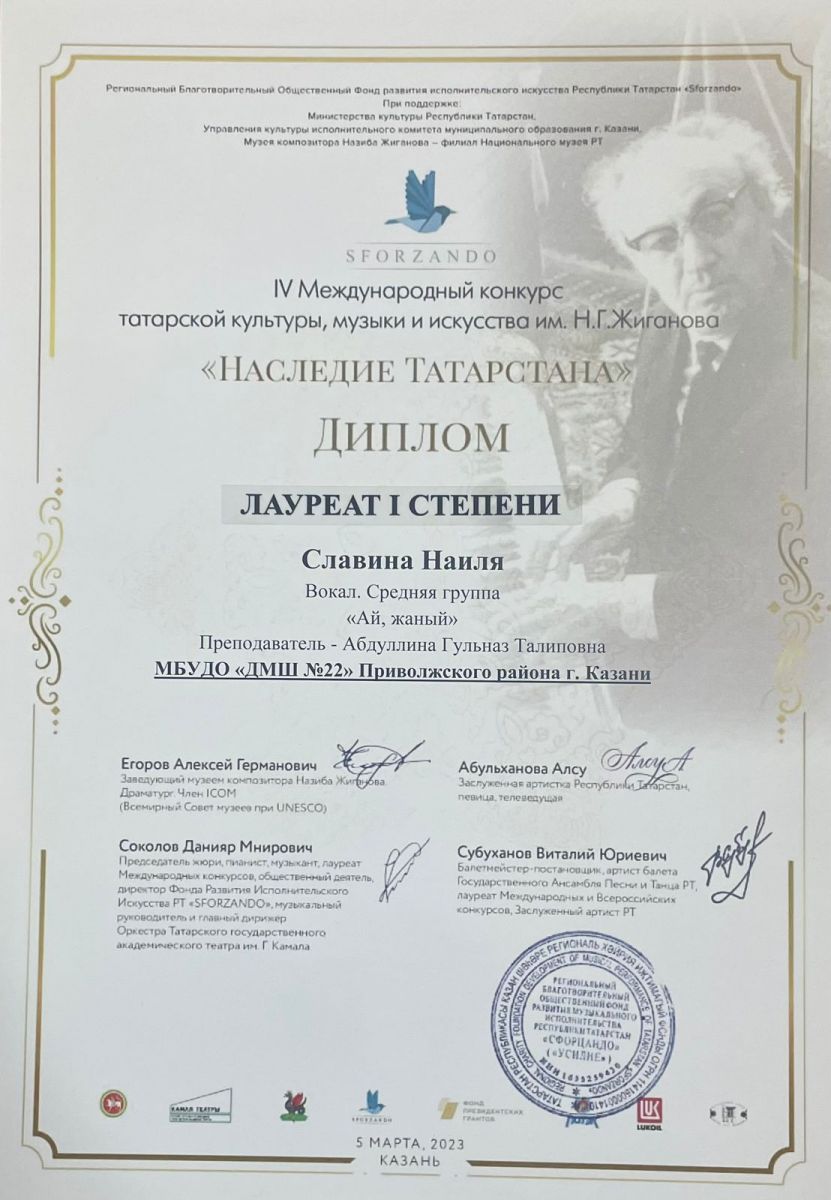 Региональный Благотворительный Общественный Фонд развития исполнительского искусства Республики Татарстан «Sforzando»
При поддержке:
Министерства культуры Республики Татарстан,
Управления культуры исполнительного комитета муниципального образования г. Казани,
Музея композитора Назиба Жиганова – филиал Национального музея РТ
SFORZANDO
IV Международный конкурс
татарской культуры, музыки и искусства им. Н.Г.Жиганова
«Наследие Татарстана»
Диплом
ЛАУРЕАТ I СТЕПЕНИ
Славина Наиля
Вокал. Средняя группа
«Ай, жаный»
Преподаватель - Абдуллина Гульназ Талиповна
МБУДО «ДМШ №22» Приволжского района г. Казани
Егоров Алексей Германович
Заведующий музеем композитора Назиба Жиганова.
Драматург. Член ICOM
(Всемирный Совет музеев при UNESCO)
Абульханова Алсу
Заслуженная артистка Республики Татарстан,
певица, телеведущая
Соколов Данияр Мнирович
Председатель жюри, пианист, музыкант, лауреат
Международных конкурсов, общественный деятель,
директор Фонда Развития Исполнительского
Искусства РТ «SFORZANDO», музыкальный
руководитель и главный дирижер
Оркестра Татарского государственного
академического театра им. Г. Камала
Субуханов Виталий Юриевич
Балетмейстер-постановщик, артист балета
Государственного Ансамбля Песни и Танца РТ,
лауреат Международных и Всероссийских
конкурсов, Заслуженный артист РТ
РЕГИОНАЛЬНЫЙ
БЛАГОТВОРИТЕЛЬНЫЙ
ОБЩЕСТВЕННЫЙ ФОНД
РАЗВИТИЯ МУЗЫКАЛЬНОГО
ИСПОЛНИТЕЛЬСТВА
РЕСПУБЛИКИ ТАТАРСТАН
«СФОРЦАНДО»
(«УСИЛИЕ»)
КАМАЛ ТЕАТРЫ
SFORZANDO
ФОНД
ПРЕЗИДЕНТСКИХ
ГРАНТОВ
LUKOIL
5 МАРТА, 2023
КАЗАНЬ